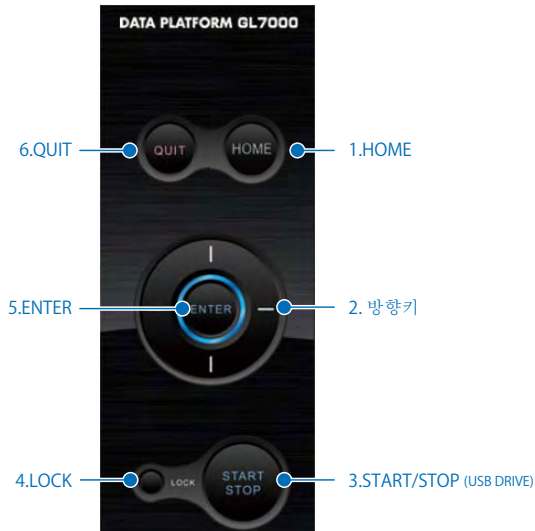 DATA PLATFORM GL7000
6.QUIT
QUIT
HOME
1.HOME
5.ENTER
ENTER
2. 방향키
4.LOCK
LOCK
START
STOP
3.START/STOP (USB DRIVE)